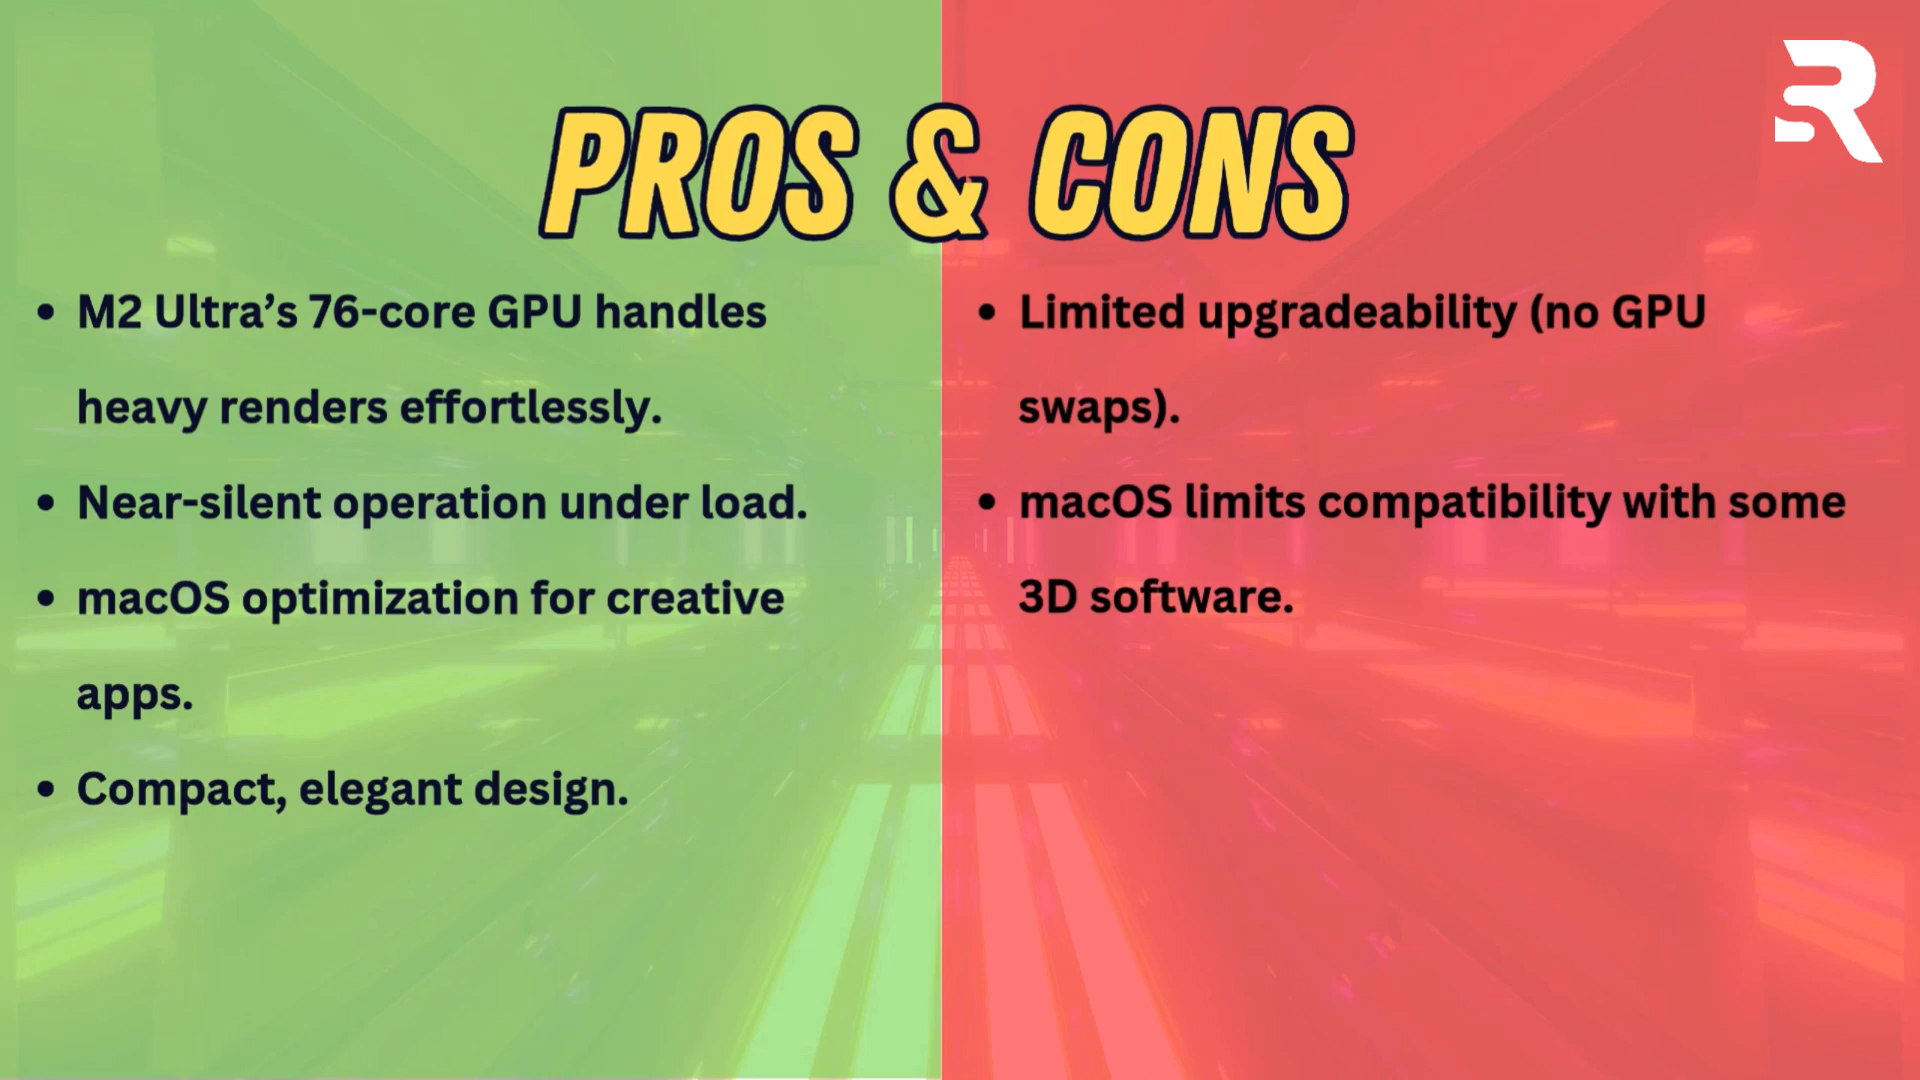 PROS & CONS
• M2 Ultra’s 76-core GPU handles
heavy renders effortlessly.
• Near-silent operation under load.
• macOS optimization for creative
apps.
• Compact, elegant design.
• Limited upgradeability (no GPU
swaps).
• macOS limits compatibility with some
3D software.
R